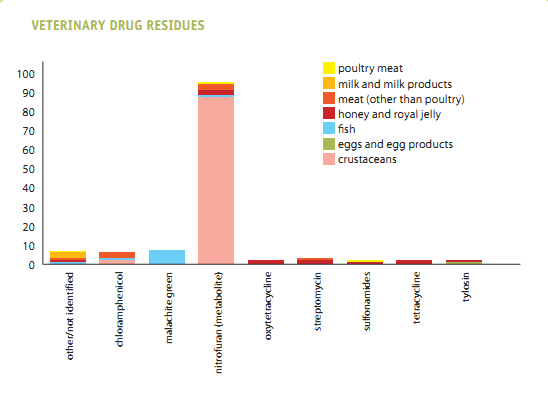 VETERINARY DRUG RESIDUES
100
90
80
70
60
50
40
30
20
10
0
poultry meat
milk and milk products
meat (other than poultry)
honey and royal jelly
fish
eggs and egg products
crustaceans
other/not identified
chloramphenicol
malachite green
nitrofuran (metabolite)
oxytetracycline
streptomycin
sulfonamides
tetracycline
tylosin